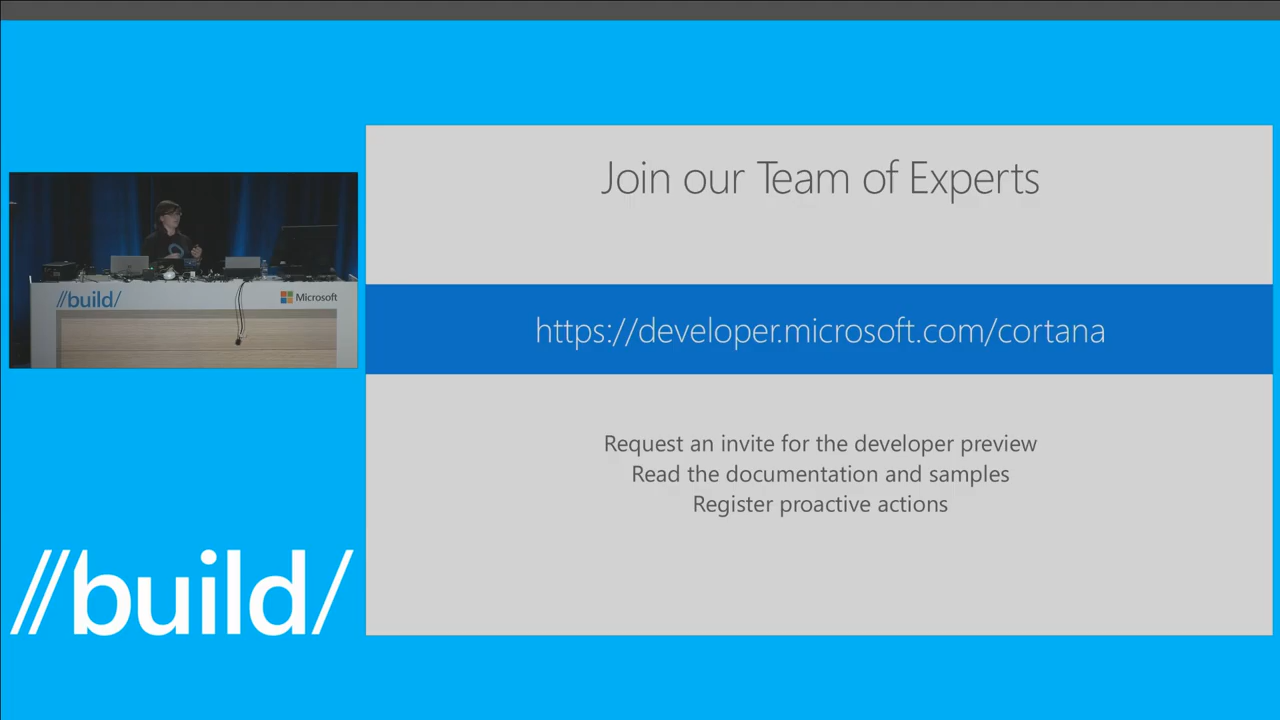 Join our Team of Experts
//build/
Microsoft
https://developer.microsoft.com/cortana
Request an invite for the developer preview
Read the documentation and samples
Register proactive actions
//build/